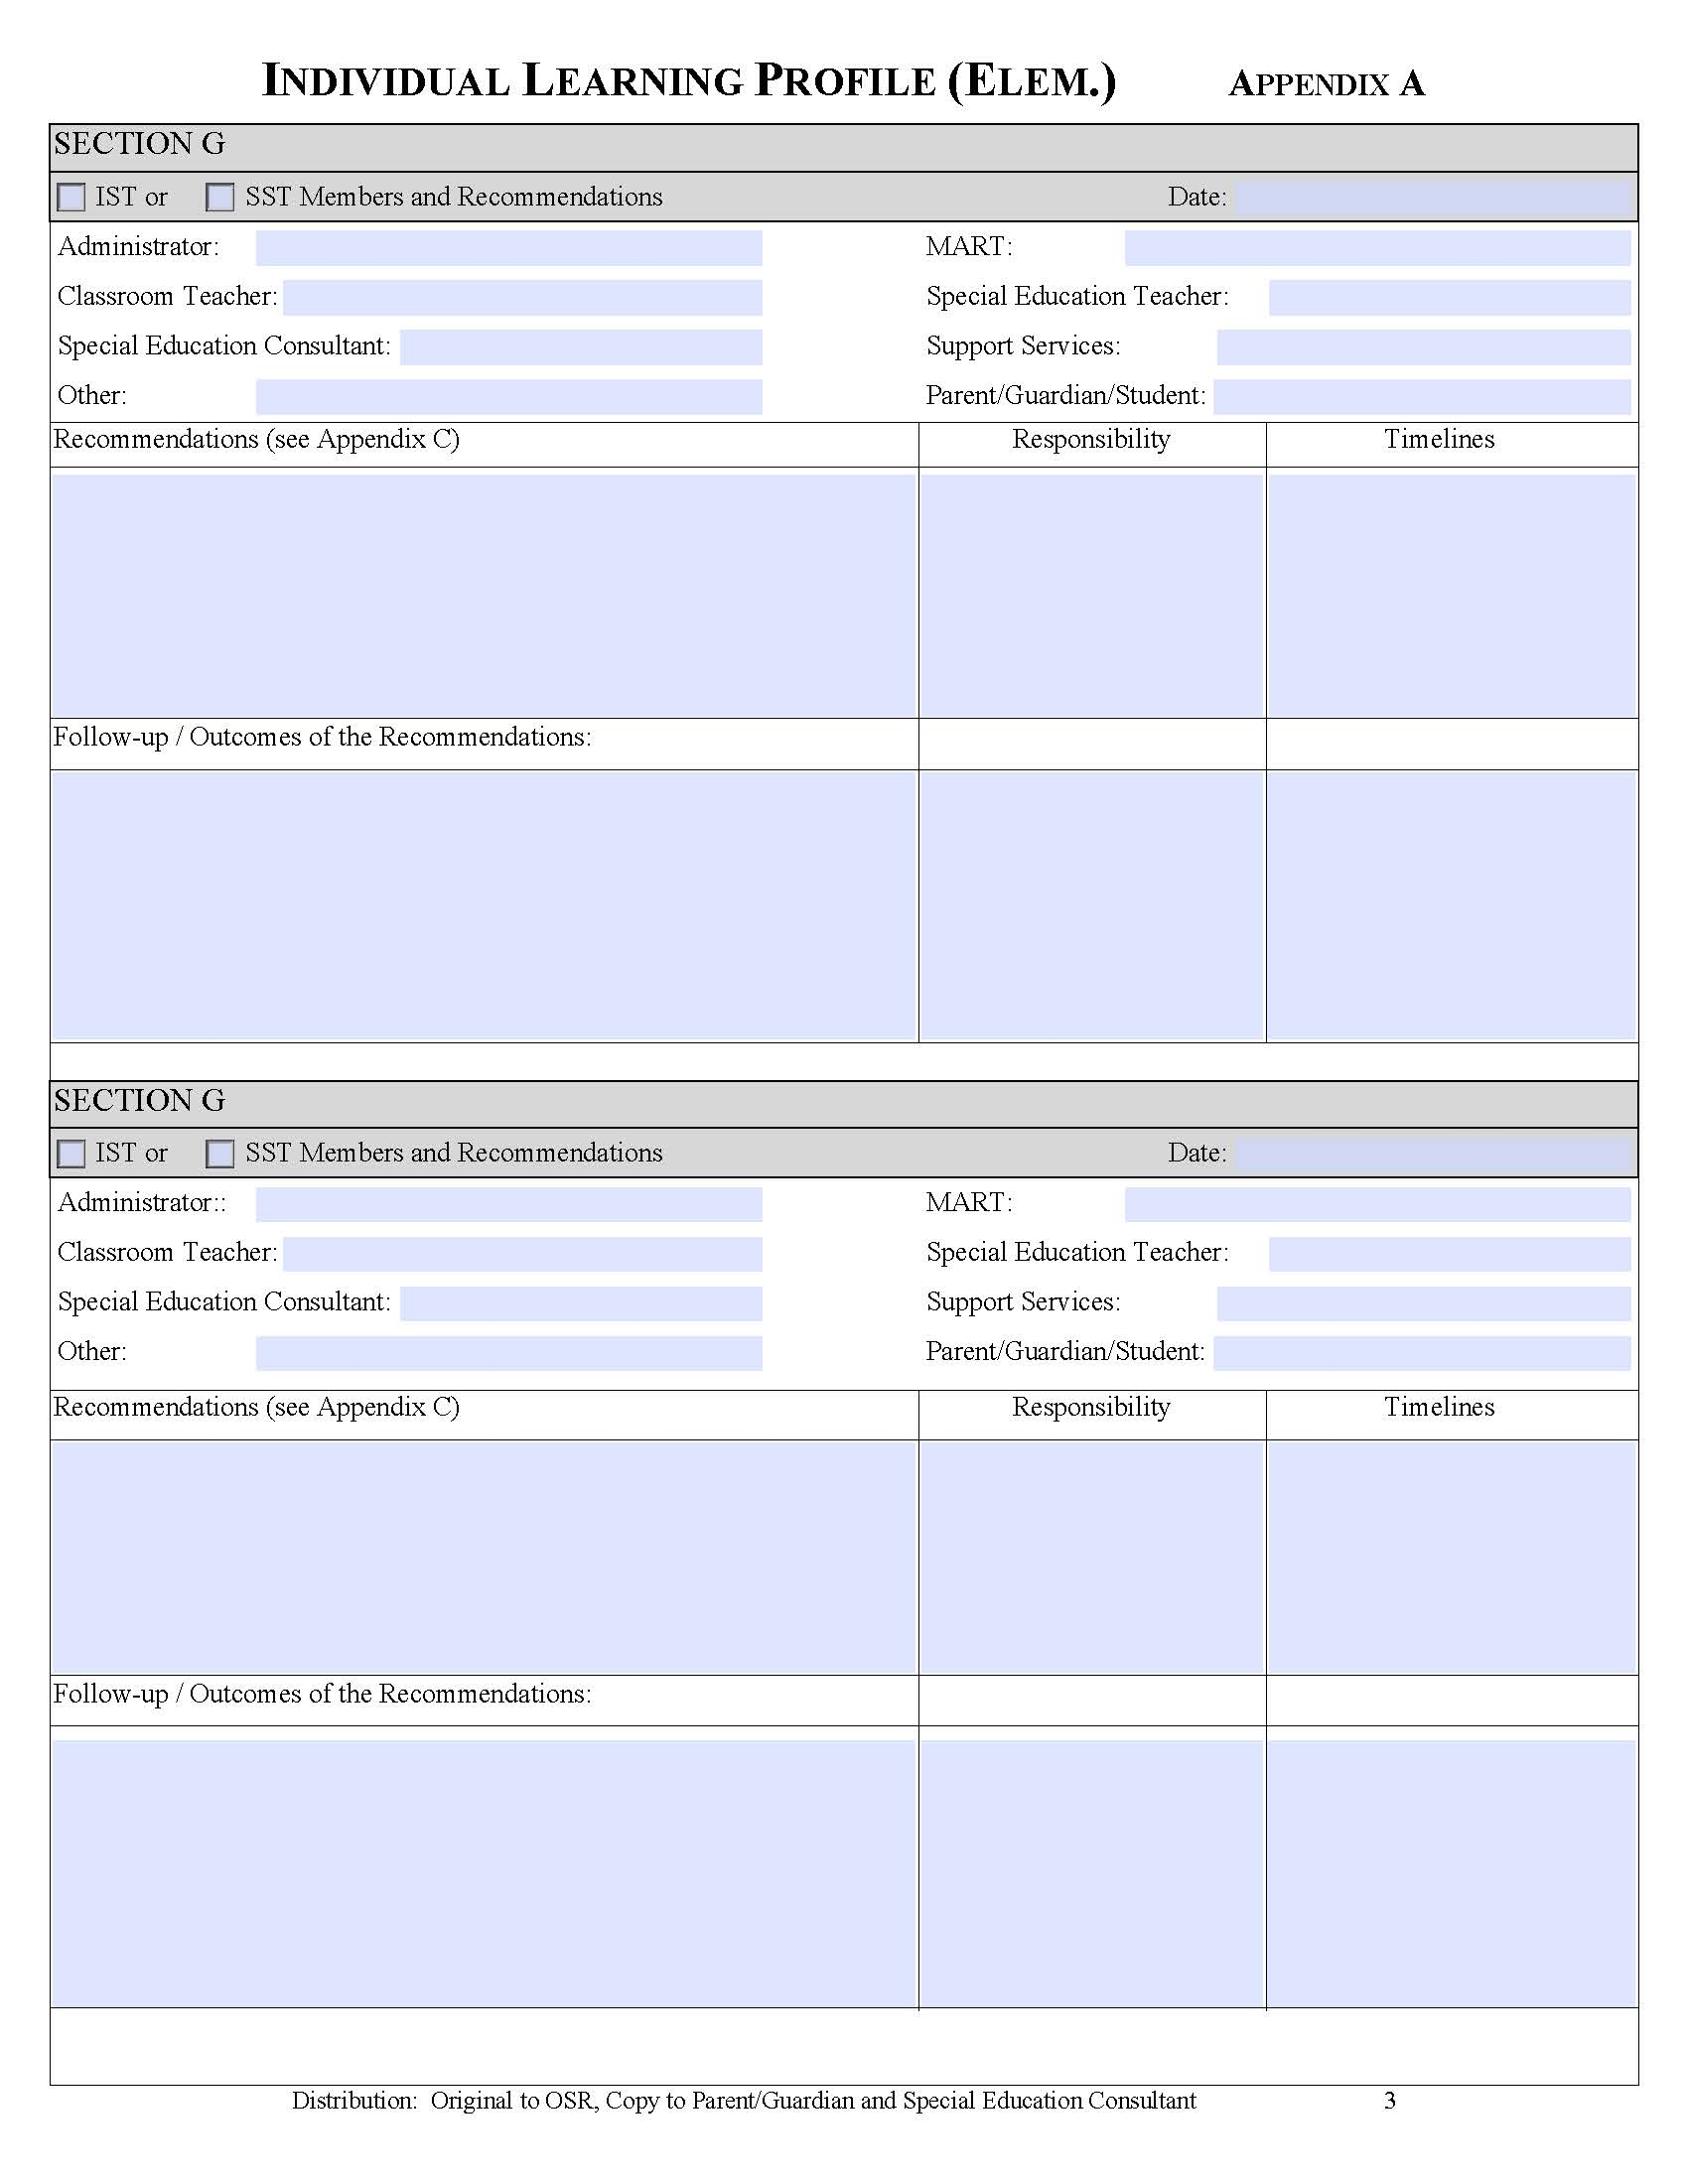 INDIVIDUAL LEARNING PROFILE (ELEM.) APPENDIX A
SECTION G
IST or SST Members and Recommendations Date:
Administrator: MART:
Classroom Teacher: Special Education Teacher:
Special Education Consultant: Support Services:
Other: Parent/Guardian/Student:
Recommendations (see Appendix C) Responsibility Timelines
Follow-up / Outcomes of the Recommendations:
SECTION G
IST or SST Members and Recommendations Date:
Administrator:: MART:
Classroom Teacher: Special Education Teacher:
Special Education Consultant: Support Services:
Other: Parent/Guardian/Student:
Recommendations (see Appendix C) Responsibility Timelines
Follow-up / Outcomes of the Recommendations:
Distribution: Original to OSR, Copy to Parent/Guardian and Special Education Consultant 3